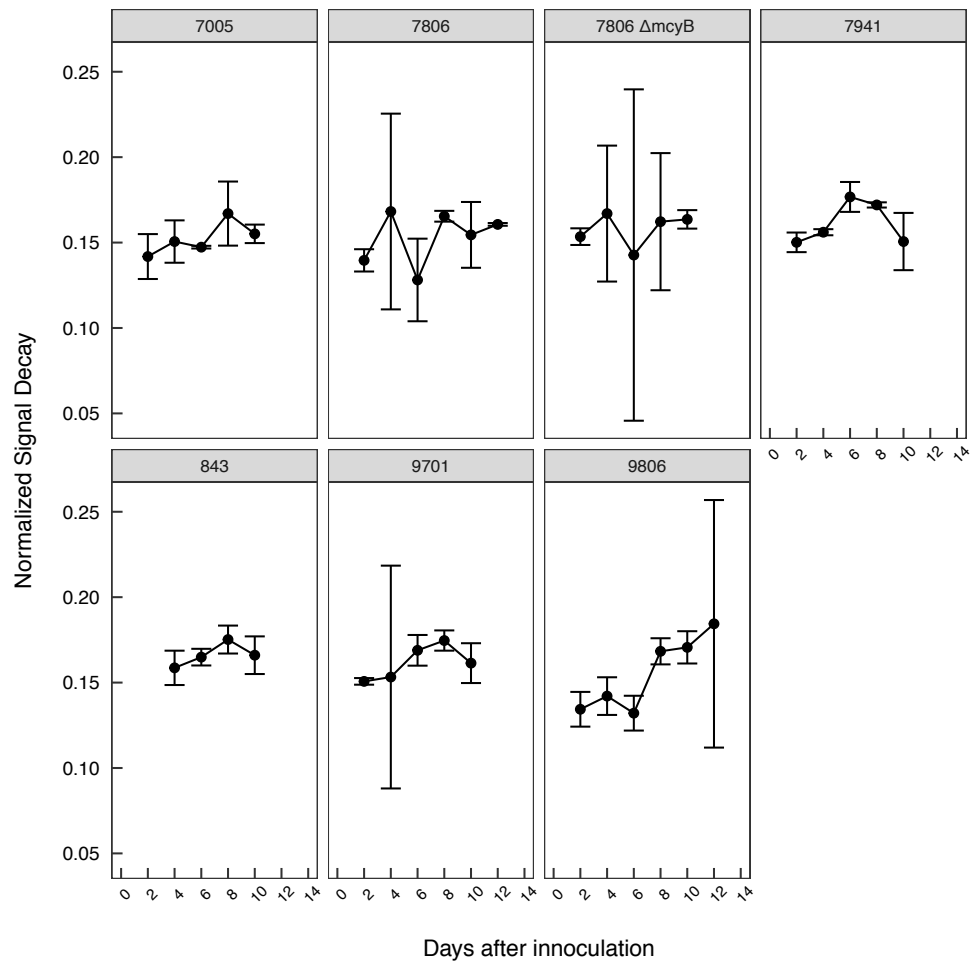 7005 7806 7806 ΔmcyB 7941
0.25
0.20
0.15
0.10
0.05
0 2 4 6 8 10 12 14
843 9701 9806
0.25
0.20
0.15
0.10
0.05
0 2 4 6 8 10 12 14 0 2 4 6 8 10 12 14 0 2 4 6 8 10 12 14
Normalized Signal Decay
Days after innoculation